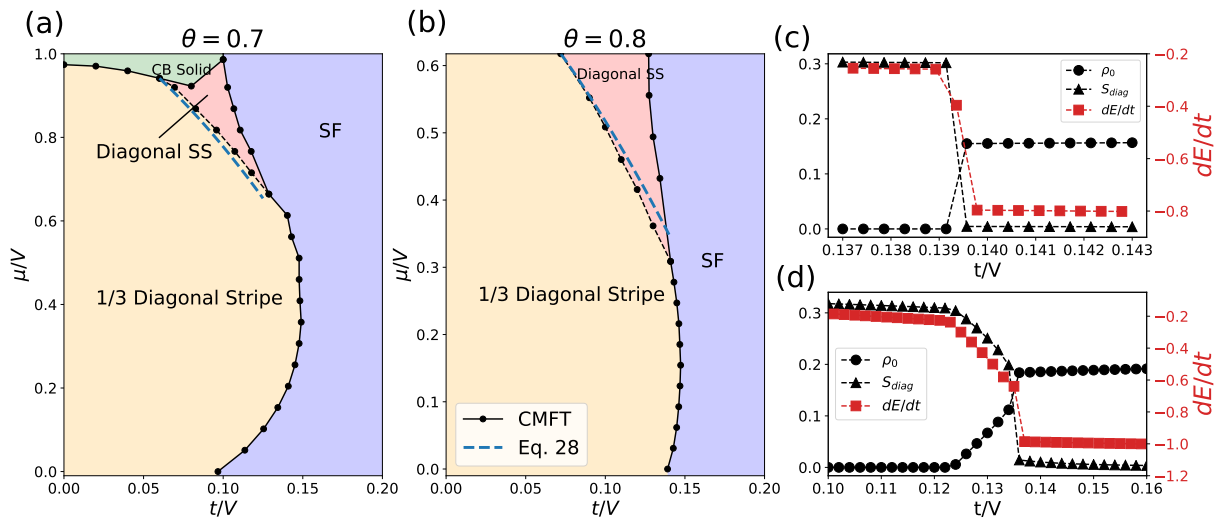 (a)
θ = 0.7
μ/V
1.0
0.8
0.6
0.4
0.2
0.0
CB Solid
Diagonal SS
SF
1/3 Diagonal Stripe
0.00 0.05 0.10 0.15 0.20
t/V
(b)
θ = 0.8
μ/V
0.6
0.5
0.4
0.3
0.2
0.1
0.0
Diagonal SS
SF
1/3 Diagonal Stripe
CMFT
Eq. 28
0.00 0.05 0.10 0.15 0.20
t/V
(c)
0.3
0.2
0.1
0.0
ρ0
Sdiag
dE/dt
−0.2
−0.4
−0.6
−0.8
dE/dt
0.137 0.138 0.139 0.140 0.141 0.142 0.143
t/V
(d)
0.3
0.2
0.1
0.0
ρ0
Sdiag
dE/dt
−0.2
−0.4
−0.6
−0.8
−1.0
−1.2
dE/dt
0.10 0.11 0.12 0.13 0.14 0.15 0.16
t/V